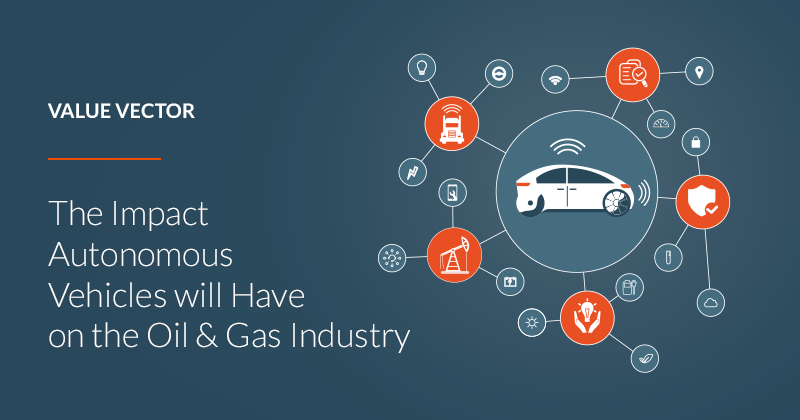 VALUE VECTOR
The Impact
Autonomous
Vehicles will Have
on the Oil & Gas Industry